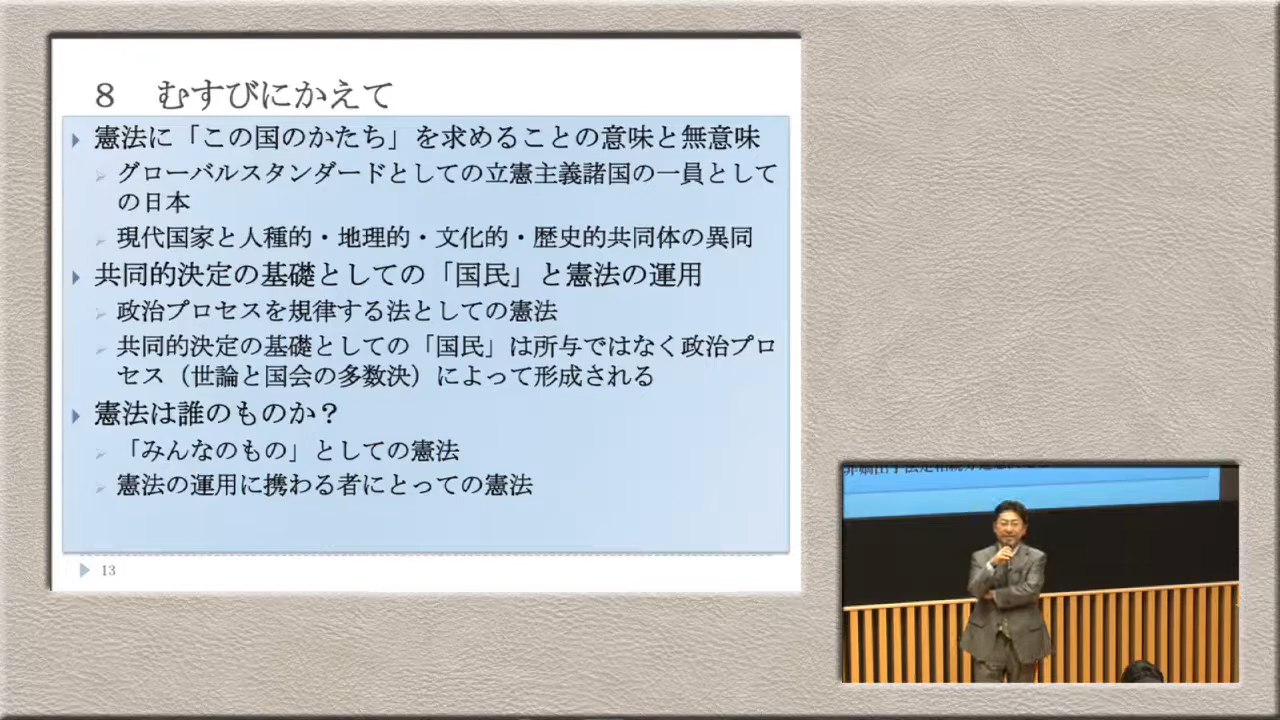 8 むすびにかえて
憲法に「この国のかたち」を求めることの意味と無意味
グローバルスタンダードとしての立憲主義諸国の一員として
の日本
現代国家と人種的・地理的・文化的・歴史的共同体の異同
共同的決定の基礎としての「国民」と憲法の運用
政治プロセスを規律する法としての憲法
共同的決定の基礎としての「国民」は所与ではなく政治プロ
セス（世論と国会の多数決）によって形成される
憲法は誰のものか？
「みんなのもの」としての憲法
憲法の運用に携わる者にとっての憲法
13